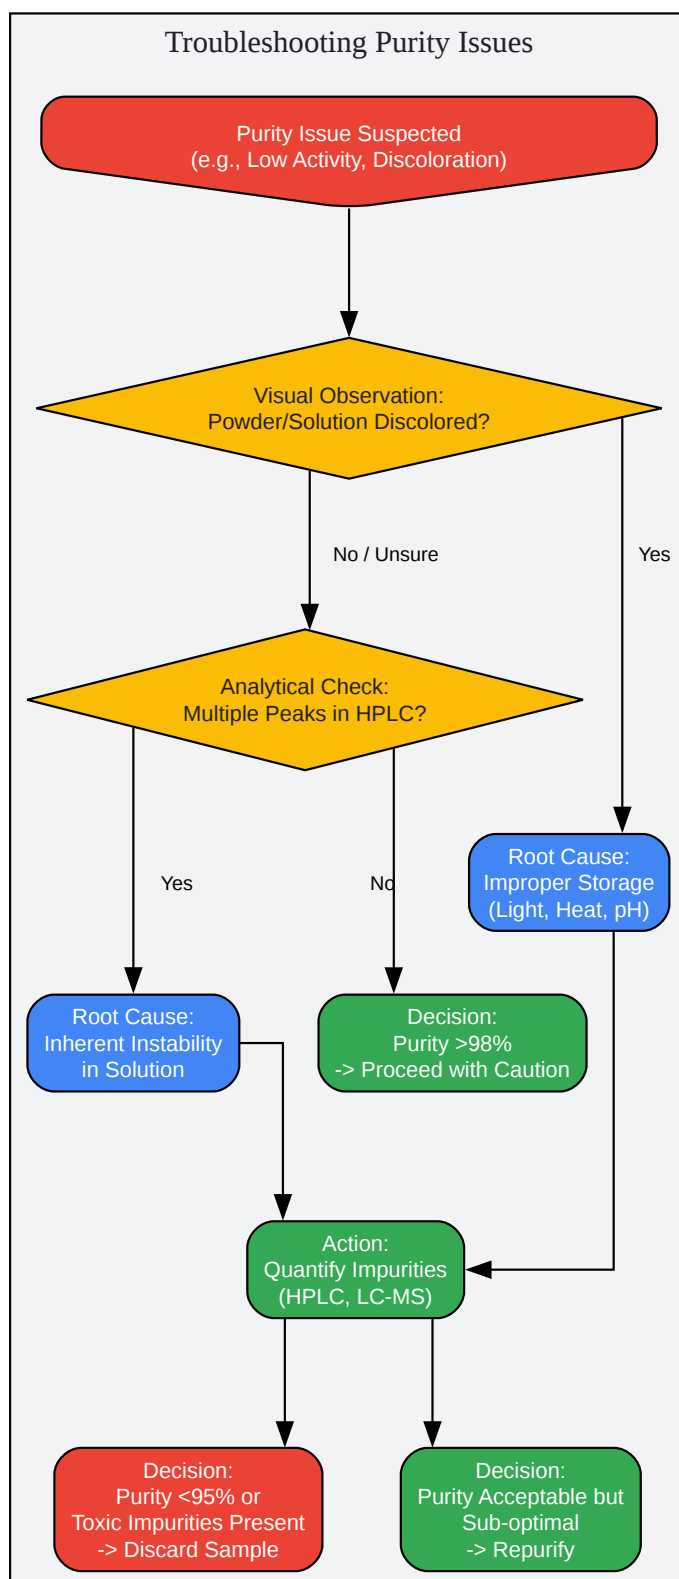 Troubleshooting Purity Issues
Purity Issue Suspected
(e.g., Low Activity, Discoloration)
Visual Observation:
Powder/Solution Discolored?
No / Unsure
Yes
Analytical Check:
Multiple Peaks in HPLC?
Root Cause:
Improper Storage
(Light, Heat, pH)
Yes
No
Root Cause:
Inherent Instability
in Solution
Decision:
Purity >98%
-> Proceed with Caution
Action:
Quantify Impurities
(HPLC, LC-MS)
Decision:
Purity <95% or
Toxic Impurities Present
-> Discard Sample
Decision:
Purity Acceptable but
Sub-optimal
-> Repurify